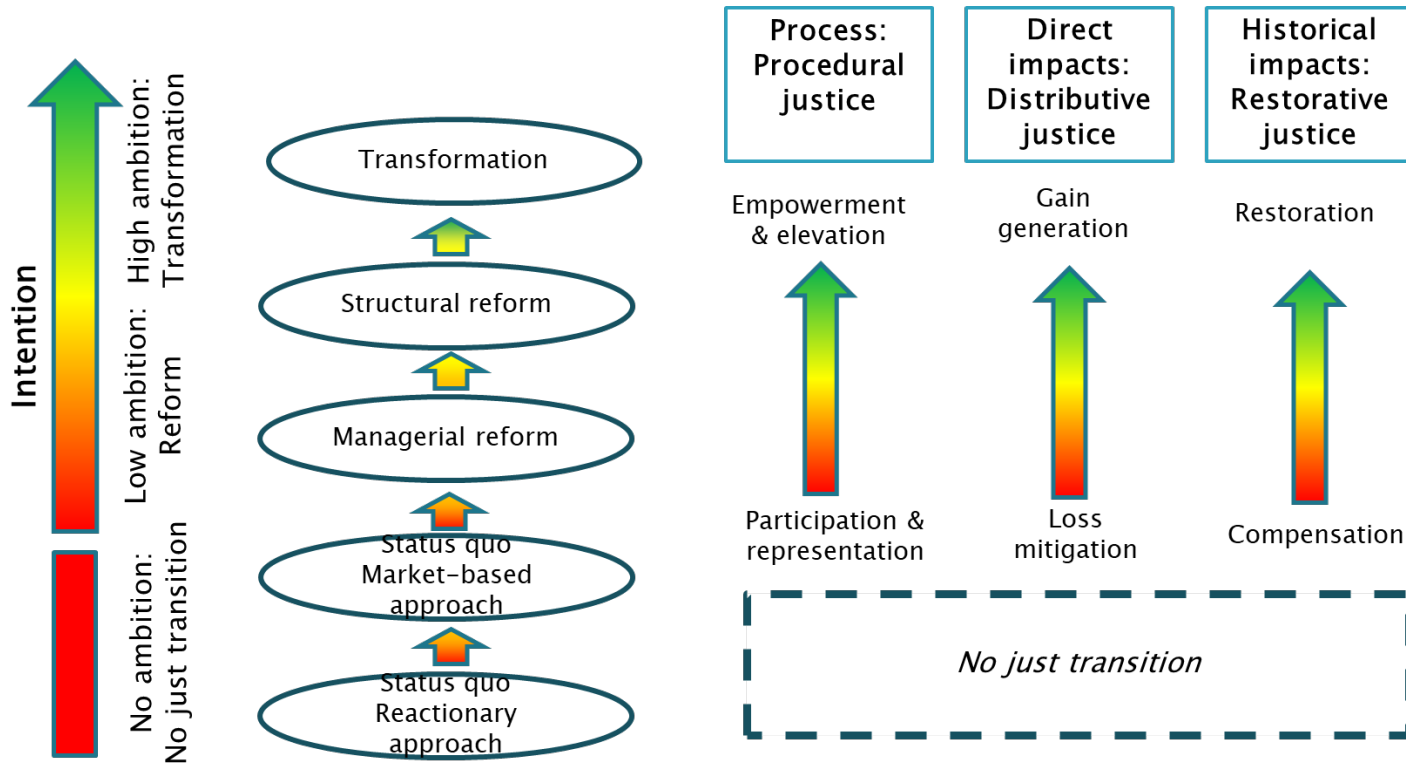 Intention
High ambition:
Transformation
Low ambition:
Reform
No ambition:
No just transition
Transformation
Structural reform
Managerial reform
Status quo
Market-based
approach
Status quo
Reactionary
approach
Process:
Procedural
justice
Direct
impacts:
Distributive
justice
Historical
impacts:
Restorative
justice
Empowerment
& elevation
Gain
generation
Restoration
Participation &
representation
Loss
mitigation
Compensation
No just transition